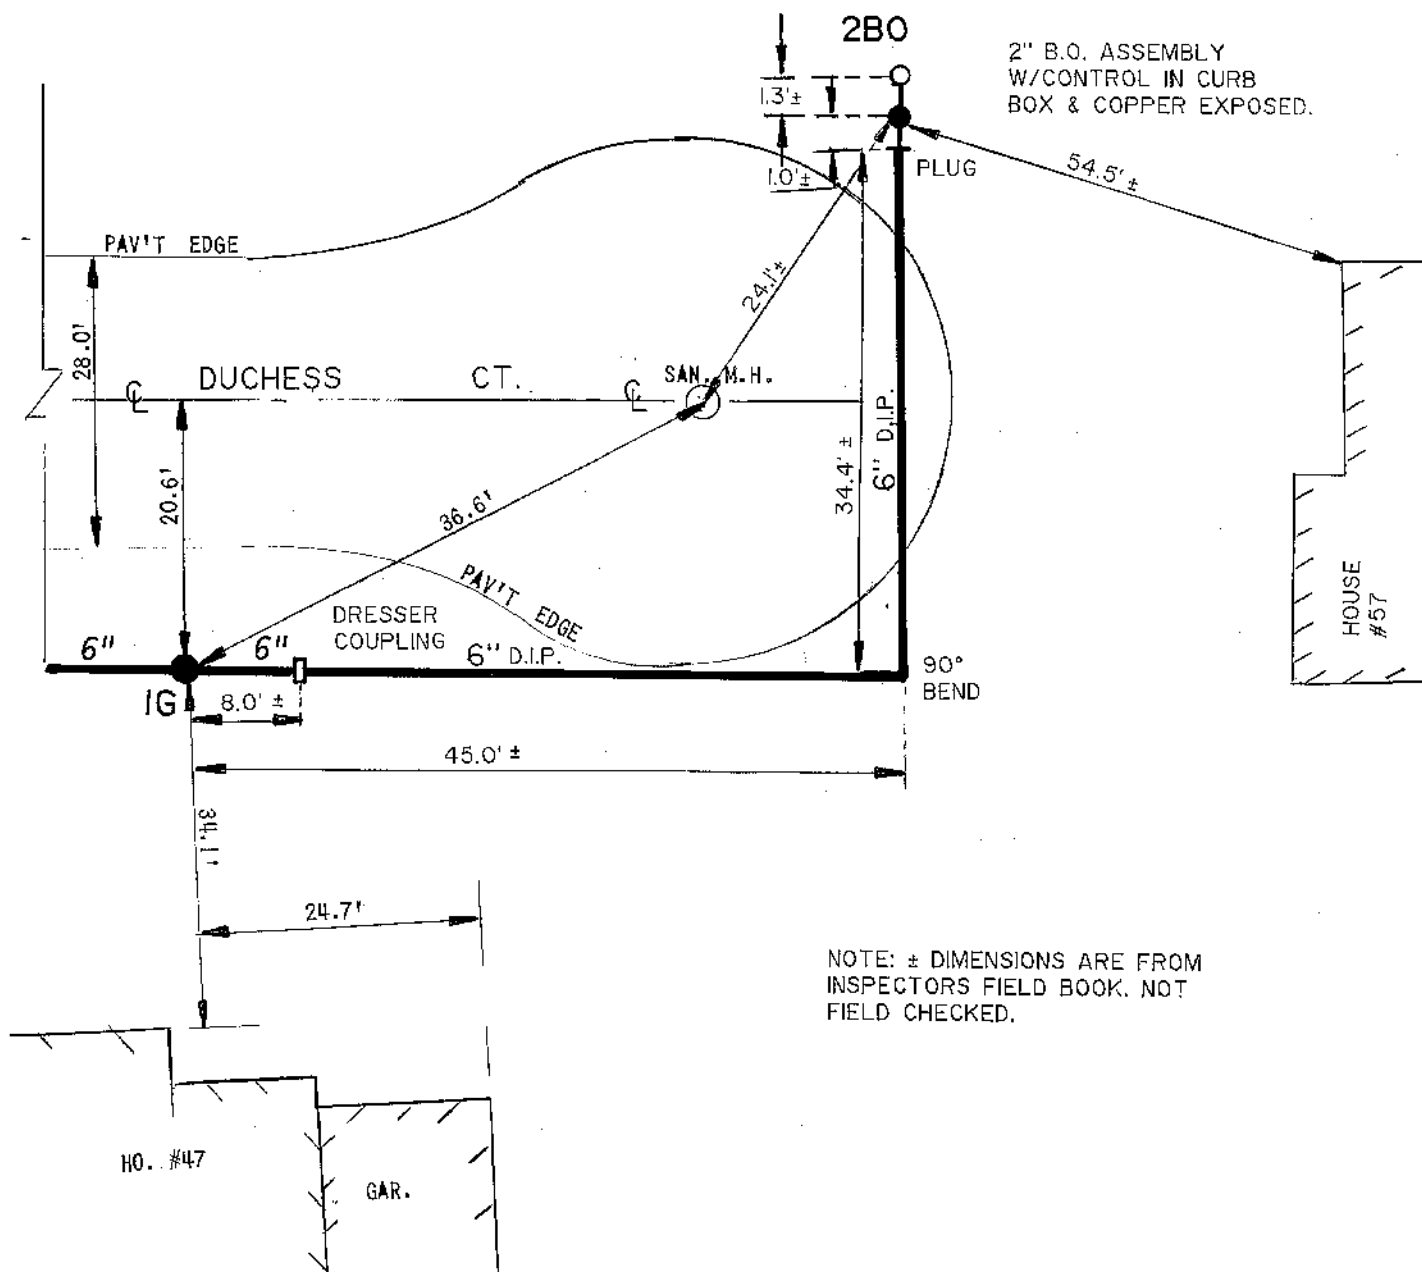 2BO
2" B.O. ASSEMBLY
W/CONTROL IN CURB
BOX & COPPER EXPOSED.
1.3'±
1.0'±
PLUG
54.5' ±
PAV'T EDGE
28.0'
24.1'±
℄ DUCHESS CT. ℄
SAN. M.H.
20.6'
36.6'
34.4' ±
6" D.I.P.
PAV'T EDGE
DRESSER
COUPLING
HOUSE
#57
6"
6"
6" D.I.P.
90°
BEND
1G
8.0' ±
45.0' ±
34.1'
24.7'
NOTE: ± DIMENSIONS ARE FROM
INSPECTORS FIELD BOOK. NOT
FIELD CHECKED.
HO. #47
GAR.